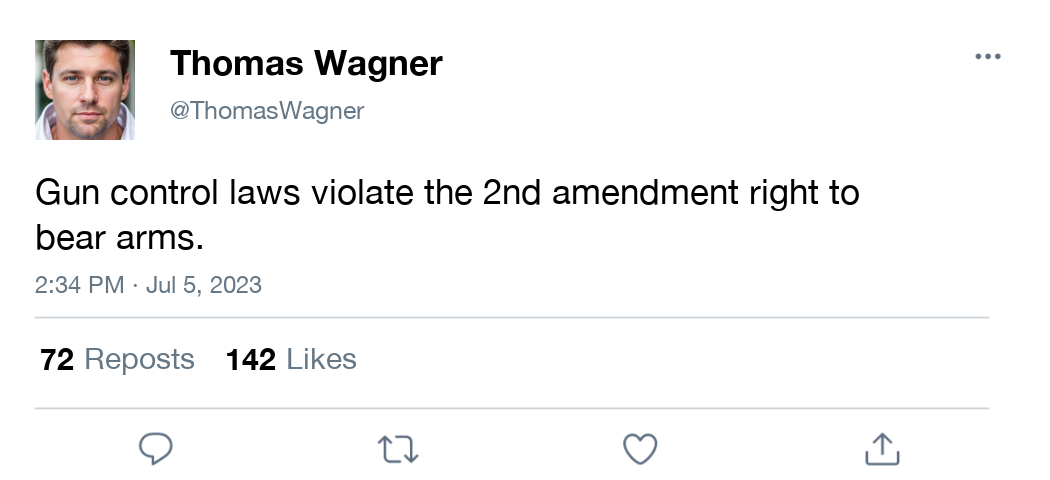 Thomas Wagner
@ThomasWagner
Gun control laws violate the 2nd amendment right to
bear arms.
2:34 PM · Jul 5, 2023
72 Reposts 142 Likes